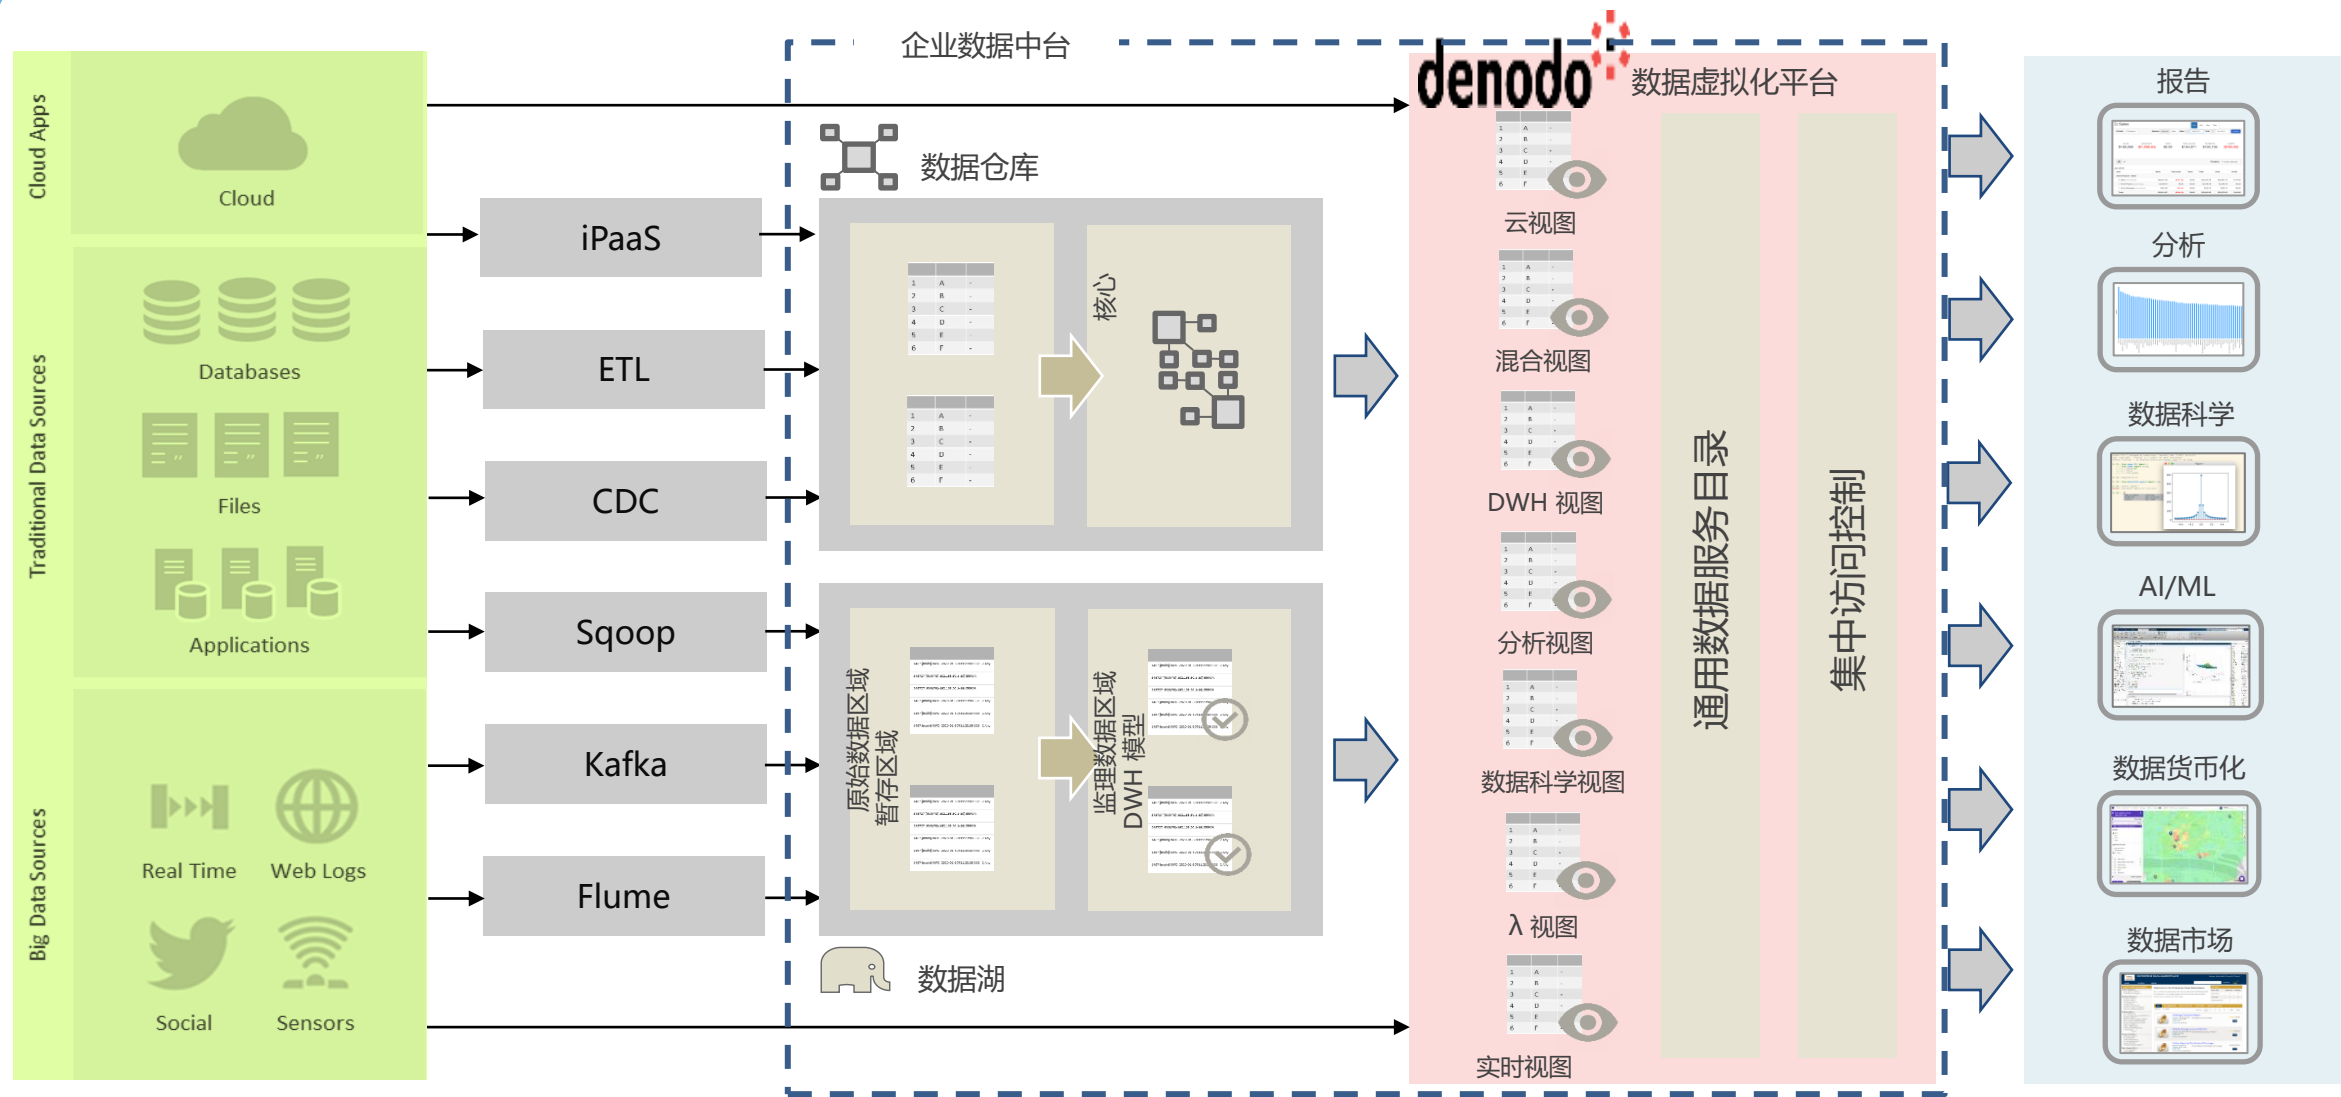 企业数据中台
denodo
数据虚拟化平台
Cloud Apps
Cloud
Traditional Data Sources
Databases
Files
Applications
Big Data Sources
Real Time
Web Logs
Social
Sensors
iPaaS
ETL
CDC
Sqoop
Kafka
Flume
数据仓库
核心
原始数据区域
暂存区域
监理数据区域
DWH 模型
数据湖
云视图
混合视图
DWH 视图
分析视图
数据科学视图
λ 视图
实时视图
通用数据服务目录
集中访问控制
报告
分析
数据科学
AI/ML
数据货币化
数据市场